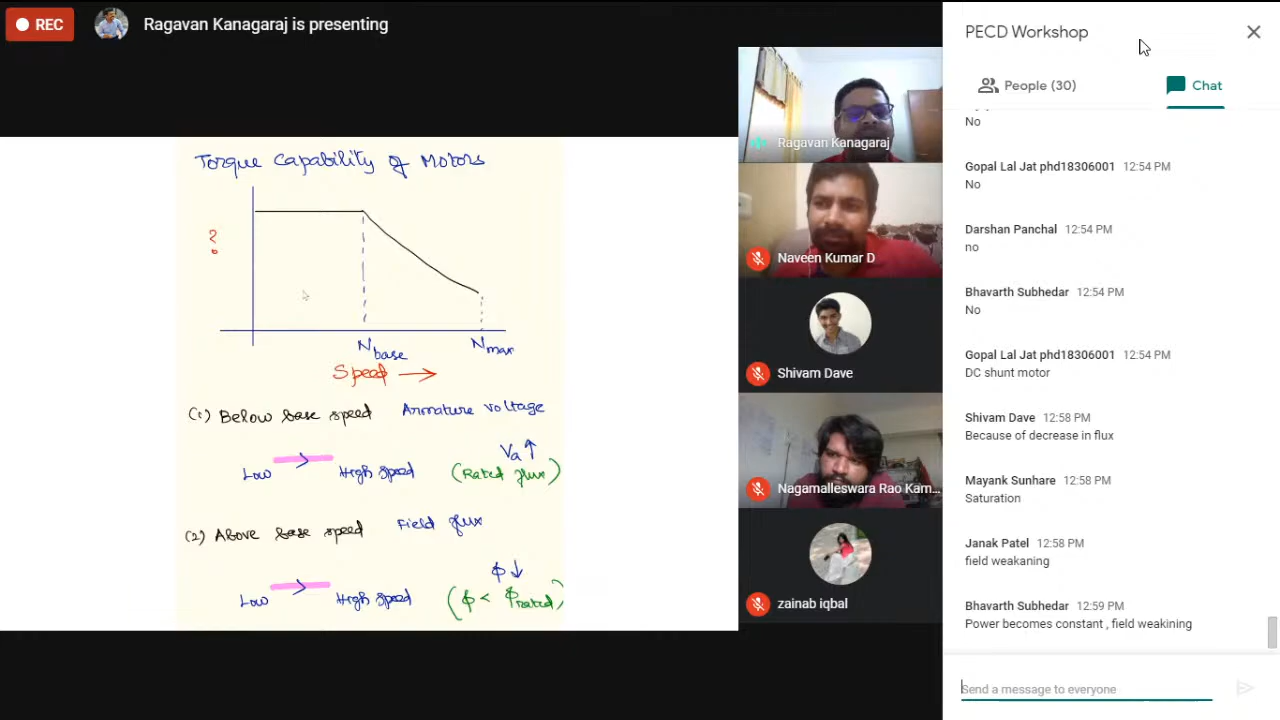 REC
Ragavan Kanagaraj is presenting
Torque Capability of Motors
?
Nbase
Nmax
Speed →
(1) Below base speed Armature voltage
Va ↑
Low High speed (Rated flux)
(2) Above base speed Field flux
ϕ ↓
Low High speed (ϕ < ϕrated)
Ragavan Kanagaraj
Naveen Kumar D
Shivam Dave
Nagamalleswara Rao Kam...
zainab iqbal
PECD Workshop
People (30)
Chat
No
Gopal Lal Jat phd18306001 12:54 PM
No
Darshan Panchal 12:54 PM
no
Bhavarth Subhedar 12:54 PM
No
Gopal Lal Jat phd18306001 12:54 PM
DC shunt motor
Shivam Dave 12:58 PM
Because of decrease in flux
Mayank Sunhare 12:58 PM
Saturation
Janak Patel 12:58 PM
field weakaning
Bhavarth Subhedar 12:59 PM
Power becomes constant , field weakining
Send a message to everyone